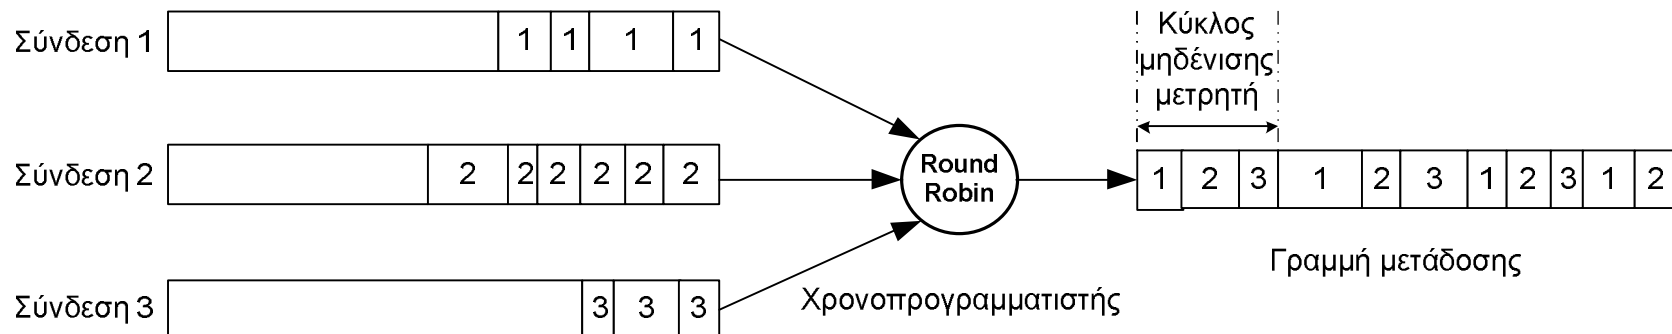 Σύνδεση 1
1 1 1 1
Σύνδεση 2
2 2 2 2 2 2
Σύνδεση 3
3 3 3
Round
Robin
Χρονοπρογραμματιστής
Κύκλος
μηδένισης
μετρητή
1 2 3 1 2 3 1 2 3 1 2
Γραμμή μετάδοσης